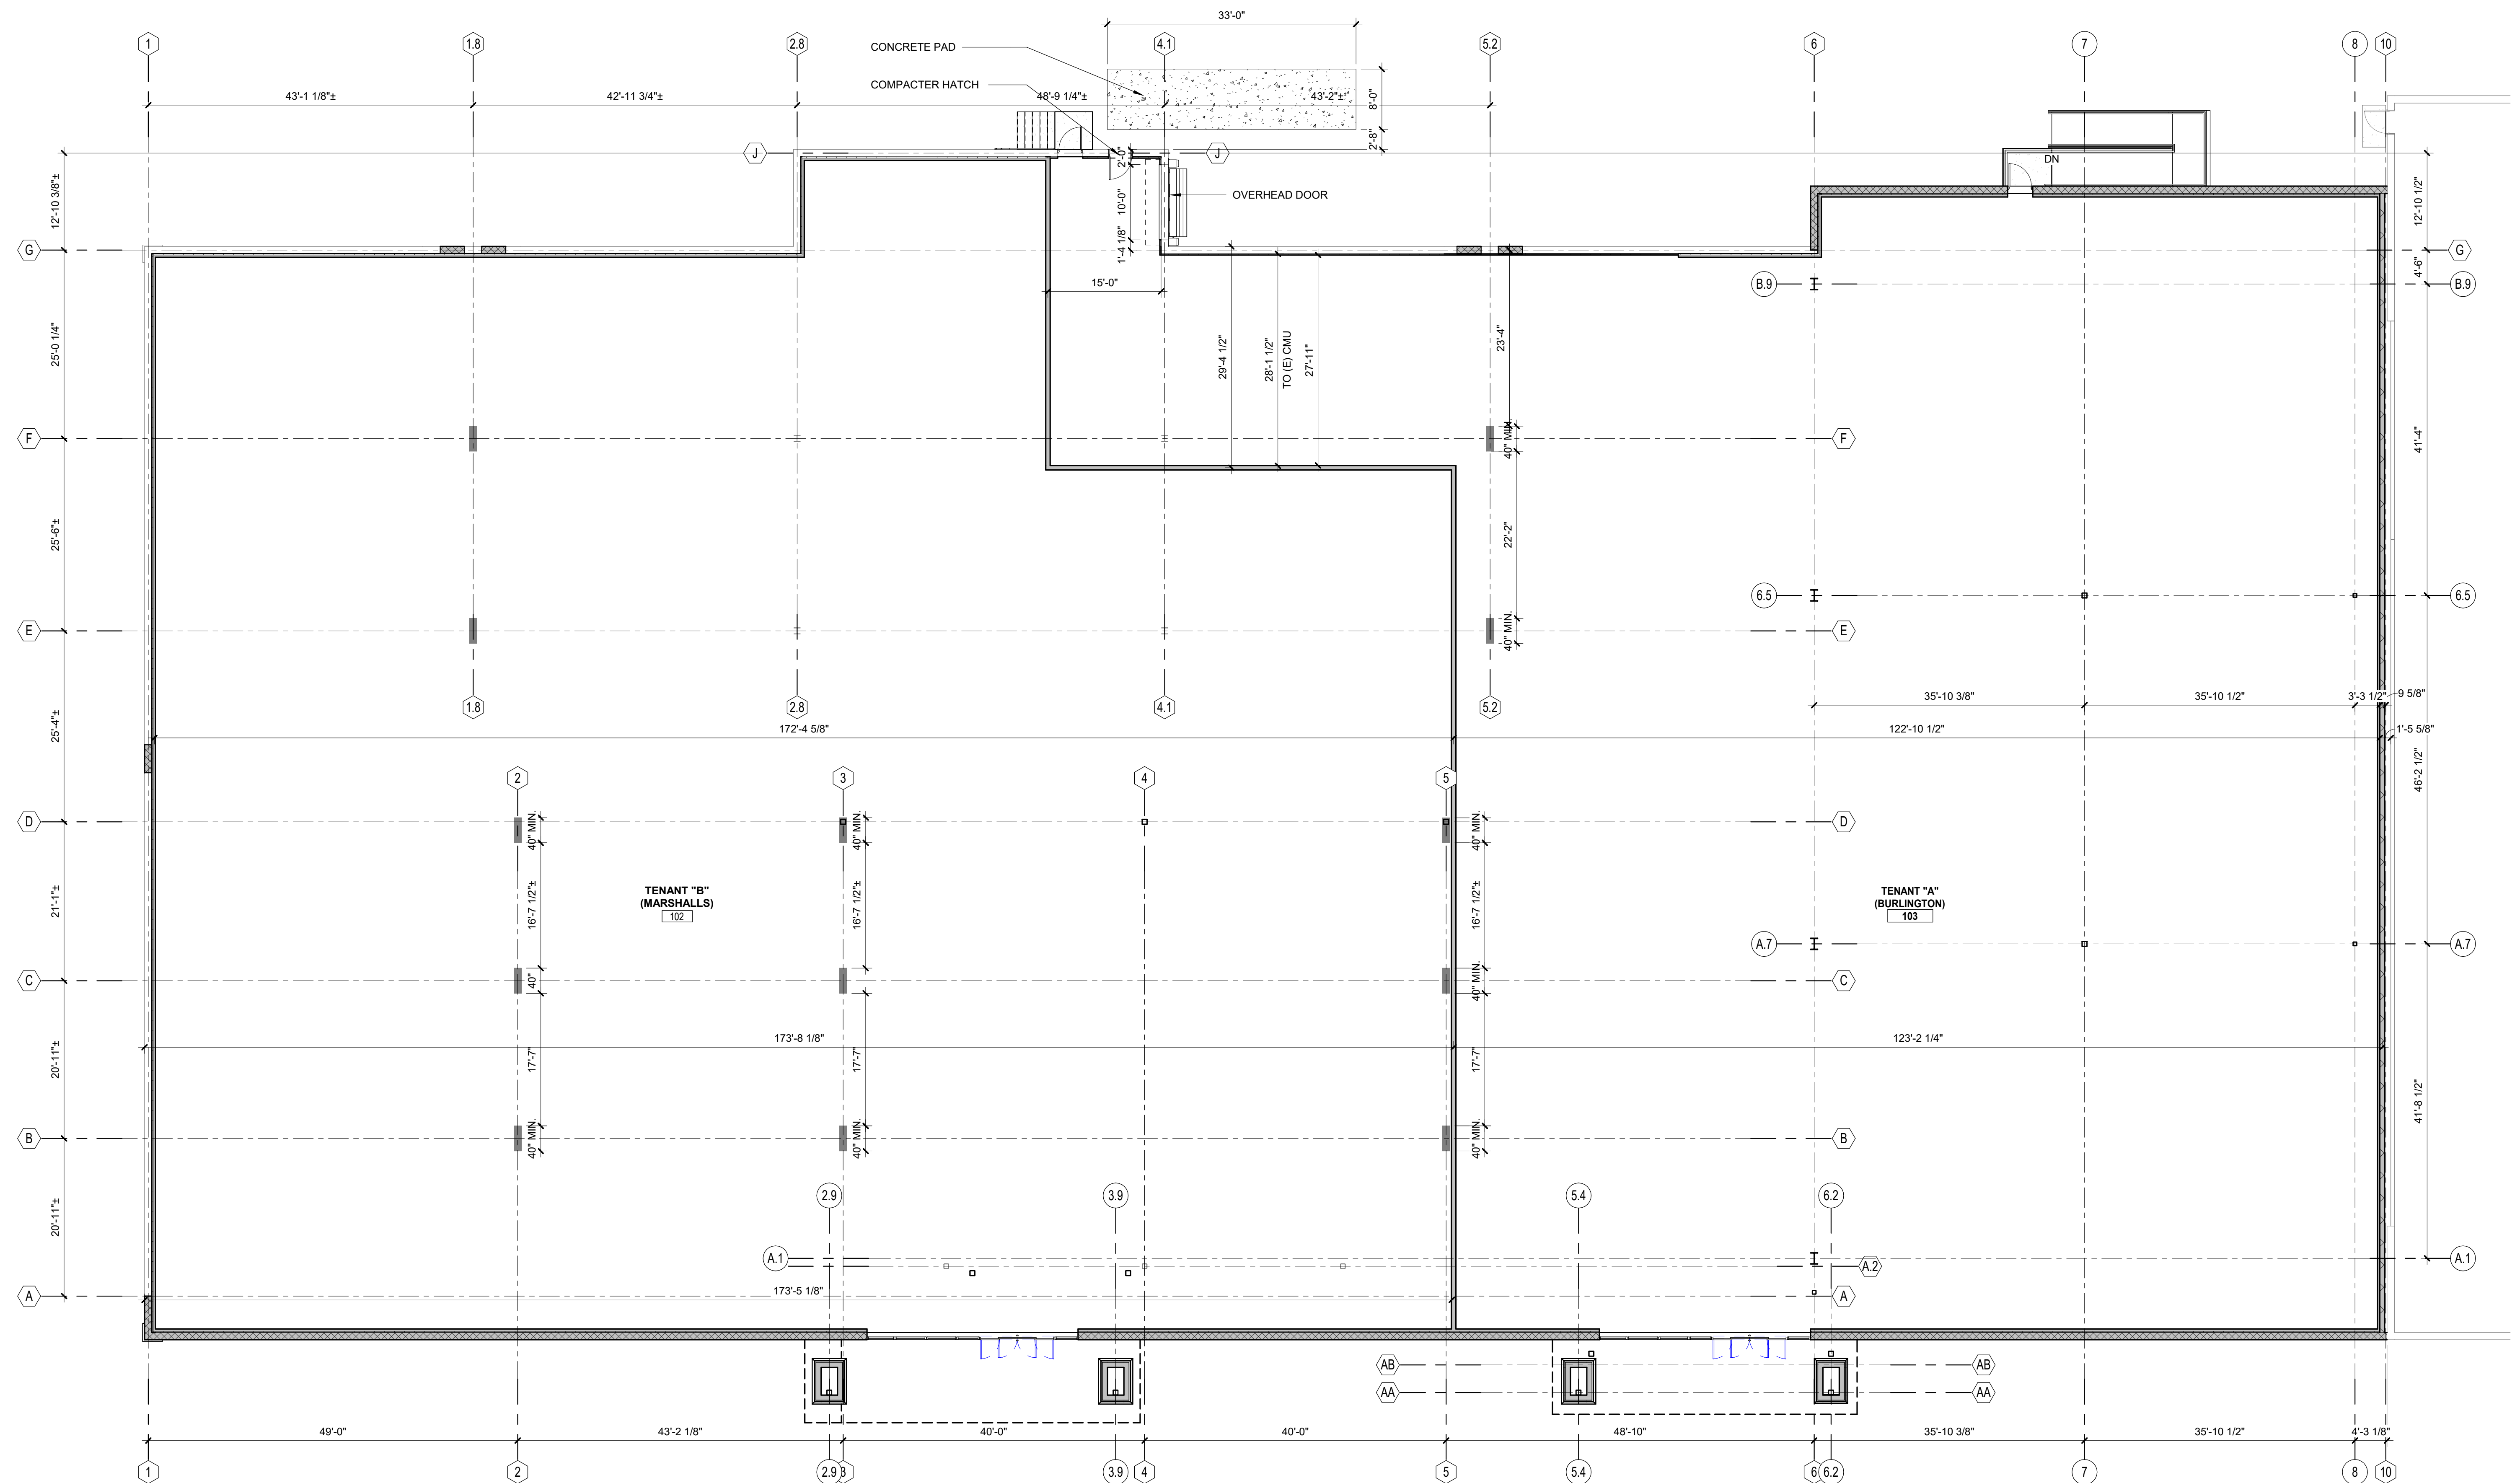 33'-0"
1
1.8
2.8
CONCRETE PAD
4.1
5.2
6
7
8
10
COMPACTER HATCH
43'-1 1/8"±
42'-11 3/4"±
48'-9 1/4"±
43'-2"±
8'-0"
2'-8"
J
2'-0"
J
DN
12'-10 3/8"±
10'-0"
OVERHEAD DOOR
12'-10 1/2"
G
1'-4 1/8"
G
4'-6"
15'-0"
B.9
B.9
25'-0 1/4"
29'-4 1/2"
28'-1 1/2"
TO (E) CMU
27'-11"
23'-4"
F
40" MIN.
F
41'-4"
25'-6"±
22'-2"
6.5
6.5
E
40" MIN.
E
1.8
2.8
4.1
5.2
35'-10 3/8"
35'-10 1/2"
3'-3 1/2"
9 5/8"
25'-4"±
172'-4 5/8"
122'-10 1/2"
1'-5 5/8"
46'-2 1/2"
2
3
4
5
D
40" MIN.
40" MIN.
40" MIN.
D
21'-1"±
16'-7 1/2"±
TENANT "B"
(MARSHALLS)
102
16'-7 1/2"±
16'-7 1/2"±
TENANT "A"
(BURLINGTON)
103
A.7
A.7
C
40"
40" MIN.
C
20'-11"±
17'-7"
173'-8 1/8"
17'-7"
17'-7"
123'-2 1/4"
41'-8 1/2"
B
40" MIN.
40" MIN.
40" MIN.
B
20'-11"±
2.9
3.9
5.4
6.2
A.1
A.2
A.1
A
173'-5 1/8"
A
AB
AB
AA
AA
49'-0"
43'-2 1/8"
40'-0"
40'-0"
48'-10"
35'-10 3/8"
35'-10 1/2"
4'-3 1/8"
1
2
2.9
3
3.9
4
5
5.4
6
6.2
7
8
10